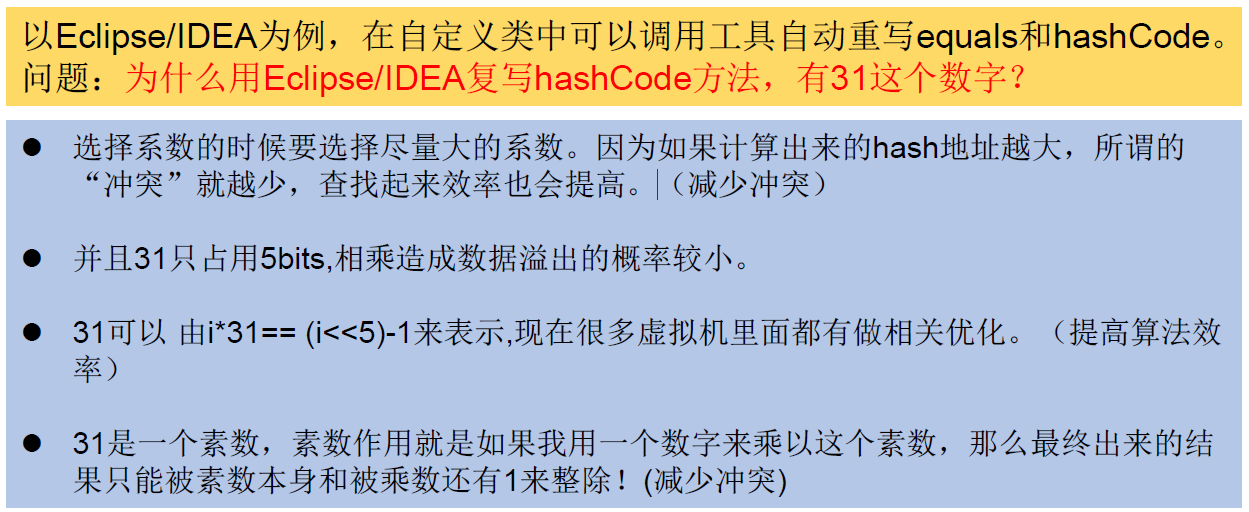 以Eclipse/IDEA为例，在自定义类中可以调用工具自动重写equals和hashCode。
问题：为什么用Eclipse/IDEA复写hashCode方法，有31这个数字？
● 选择系数的时候要选择尽量大的系数。因为如果计算出来的hash地址越大，所谓的
“冲突”就越少，查找起来效率也会提高。（减少冲突）
● 并且31只占用5bits,相乘造成数据溢出的概率较小。
● 31可以 由i*31== (i<<5)-1来表示,现在很多虚拟机里面都有做相关优化。（提高算法效
率）
● 31是一个素数，素数作用就是如果我用一个数字来乘以这个素数，那么最终出来的结
果只能被素数本身和被乘数还有1来整除！(减少冲突)